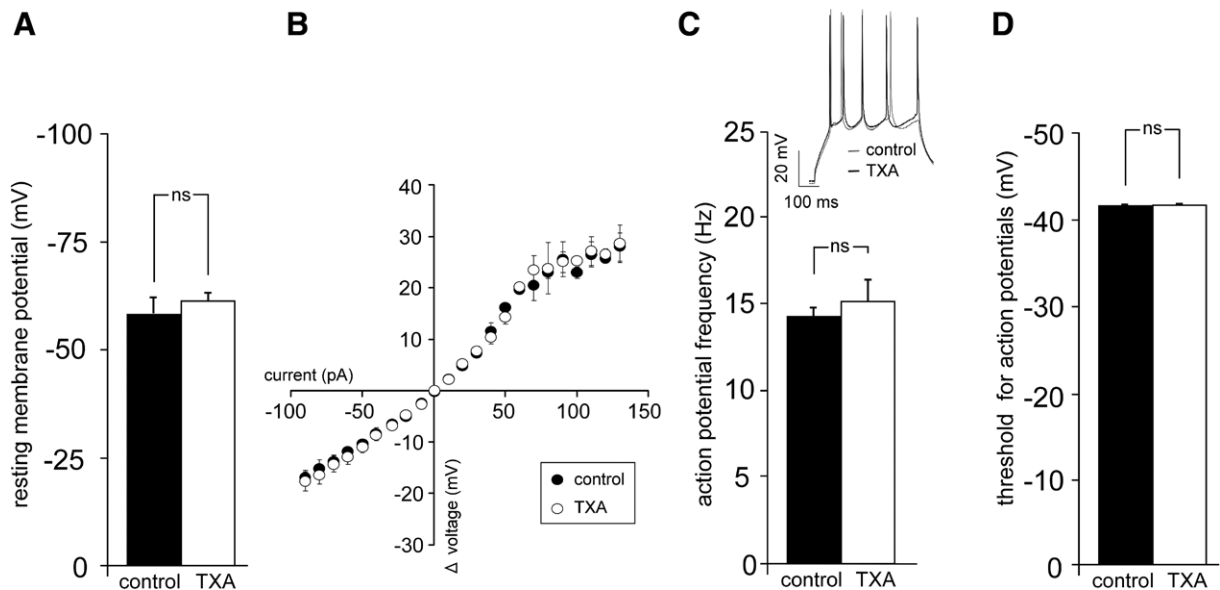 A
resting membrane potential (mV)
-100
-75
-50
-25
0
ns
control
TXA
B
Δ voltage (mV)
40
30
20
10
-10
-20
-30
current (pA)
-100
-50
0
50
100
150
control
TXA
C
action potential frequency (Hz)
25
20
15
10
5
0
20 mV
100 ms
control
TXA
ns
control
TXA
D
threshold for action potentials (mV)
-50
-40
-30
-20
-10
0
ns
control
TXA